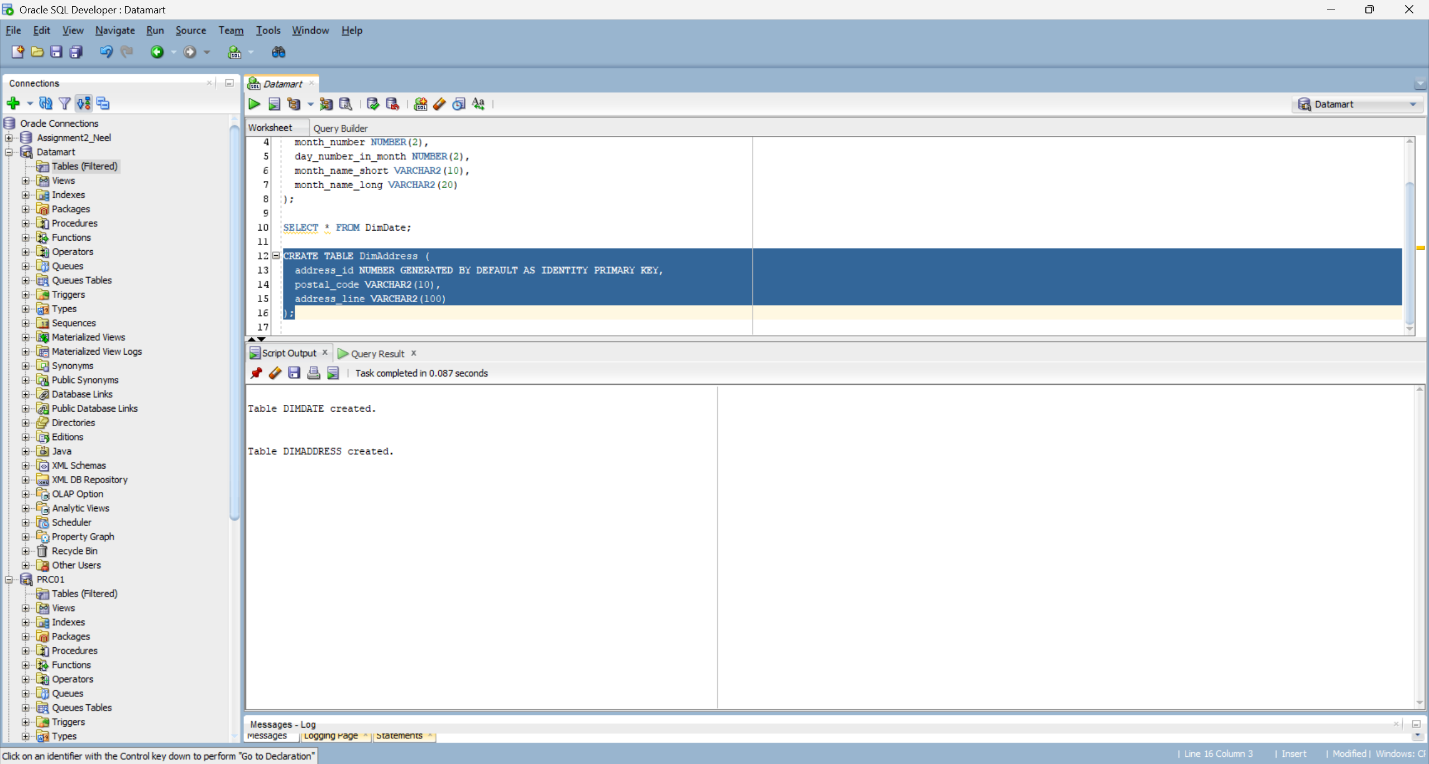 Oracle SQL Developer : Datamart
File Edit View Navigate Run Source Team Tools Window Help
Connections
Oracle Connections
Assignment2_Neel
Datamart
Tables (Filtered)
Views
Indexes
Packages
Procedures
Functions
Operators
Queues
Queues Tables
Triggers
Types
Sequences
Materialized Views
Materialized View Logs
Synonyms
Public Synonyms
Database Links
Public Database Links
Directories
Editions
Java
XML Schemas
XML DB Repository
OLAP Option
Analytic Views
Scheduler
Property Graph
Recycle Bin
Other Users
PRC01
Tables (Filtered)
Views
Indexes
Packages
Procedures
Functions
Operators
Queues
Queues Tables
Triggers
Types
Datamart
Datamart
Worksheet Query Builder
4 month_number NUMBER(2),
5 day_number_in_month NUMBER(2),
6 month_name_short VARCHAR2(10),
7 month_name_long VARCHAR2(20)
8 );
9
10 SELECT * FROM DimDate;
11
12 CREATE TABLE DimAddress (
13 address_id NUMBER GENERATED BY DEFAULT AS IDENTITY PRIMARY KEY,
14 postal_code VARCHAR2(10),
15 address_line VARCHAR2(100)
16 );
17
Script Output x Query Result x
Task completed in 0.087 seconds
Table DIMDATE created.
Table DIMADDRESS created.
Messages - Log
Messages Logging Page Statements
Click on an identifier with the Control key down to perform "Go to Declaration"
| Line 16 Column 3 | Insert | Modified | Windows: Cl